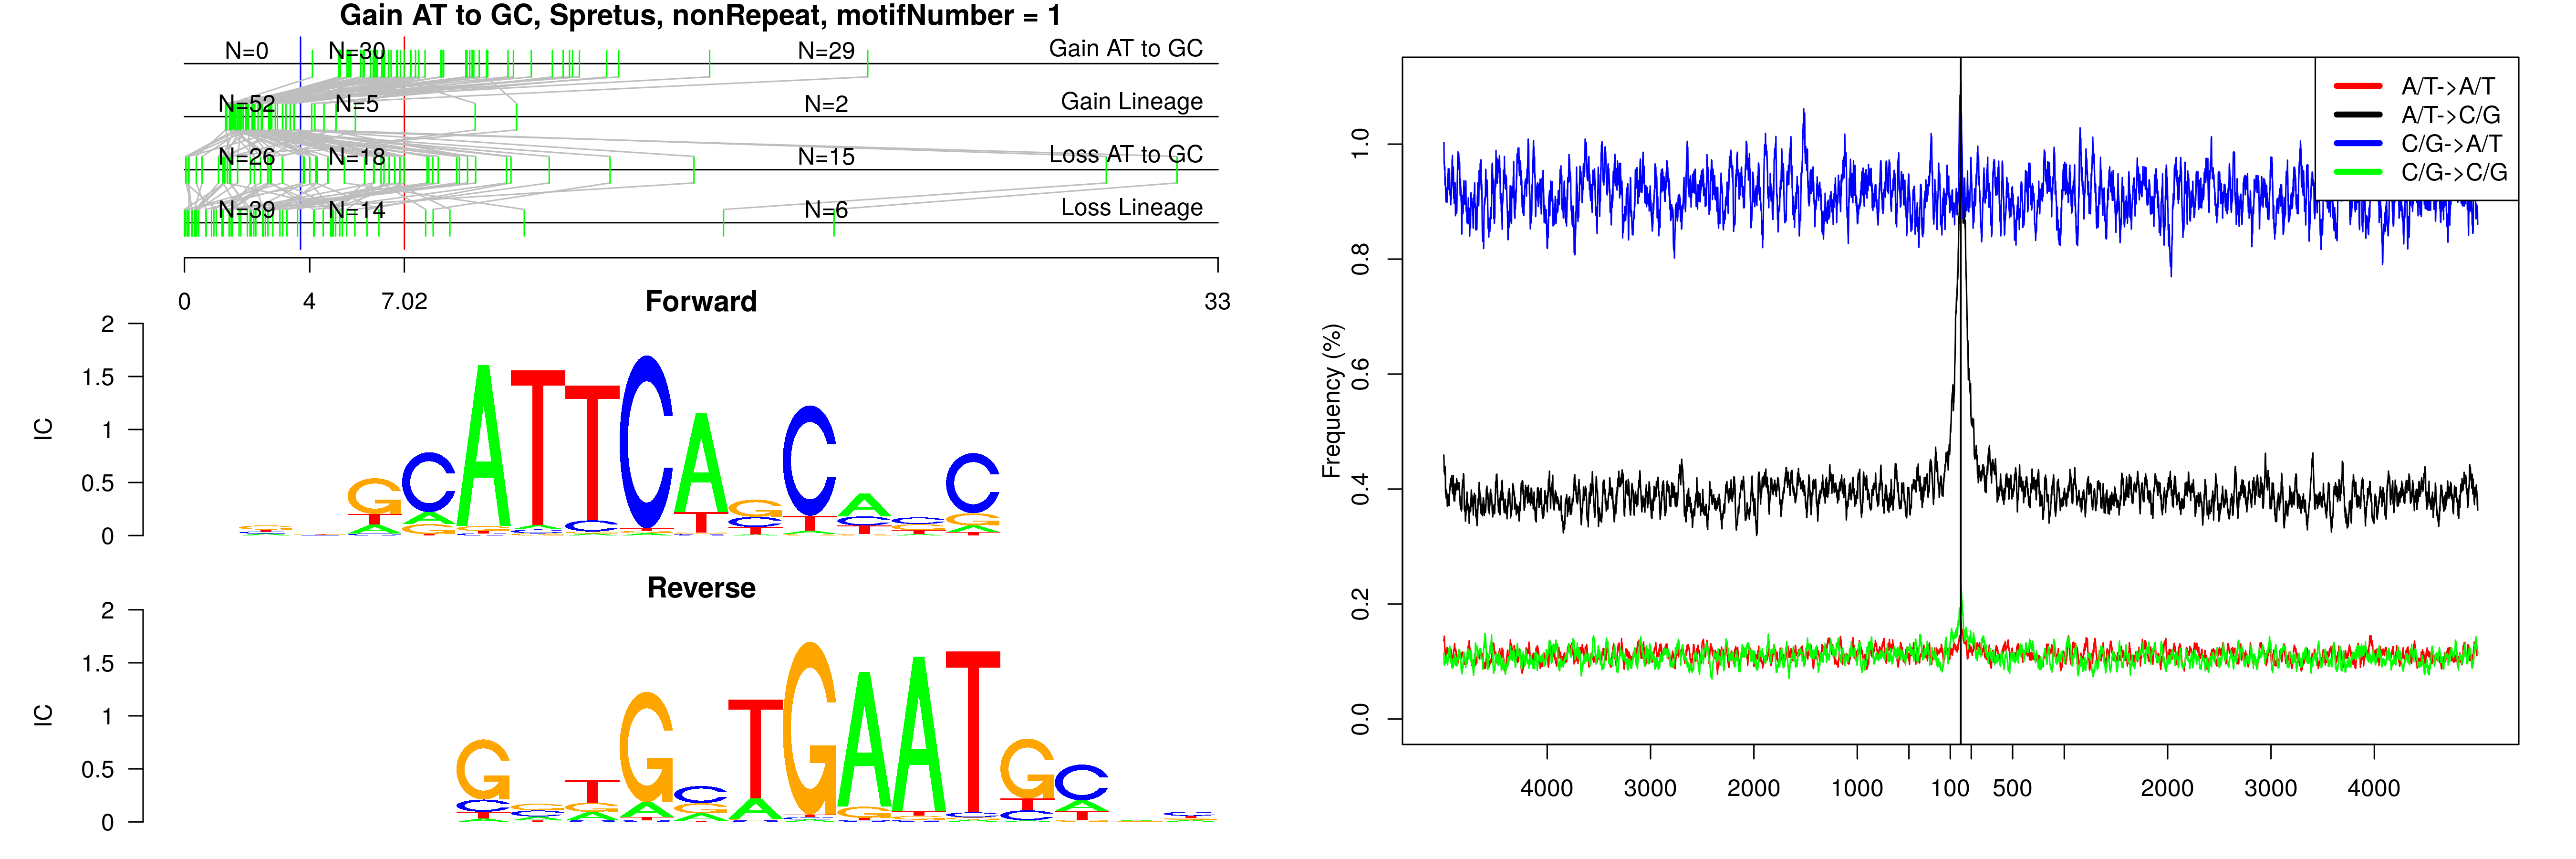 Gain AT to GC, Spretus, nonRepeat, motifNumber = 1
N=0 N=30 N=29 Gain AT to GC
N=52 N=5 N=2 Gain Lineage
N=26 N=18 N=15 Loss AT to GC
N=39 N=14 N=6 Loss Lineage
0 4 7.02 33
Forward
2
1.5
1
0.5
0
IC
G C A T T C A G C A C
Reverse
2
1.5
1
0.5
0
IC
G T G C T G A A T G C
A/T->A/T
A/T->C/G
C/G->A/T
C/G->C/G
Frequency (%)
1.0
0.8
0.6
0.4
0.2
0.0
4000 3000 2000 1000 100 500 2000 3000 4000